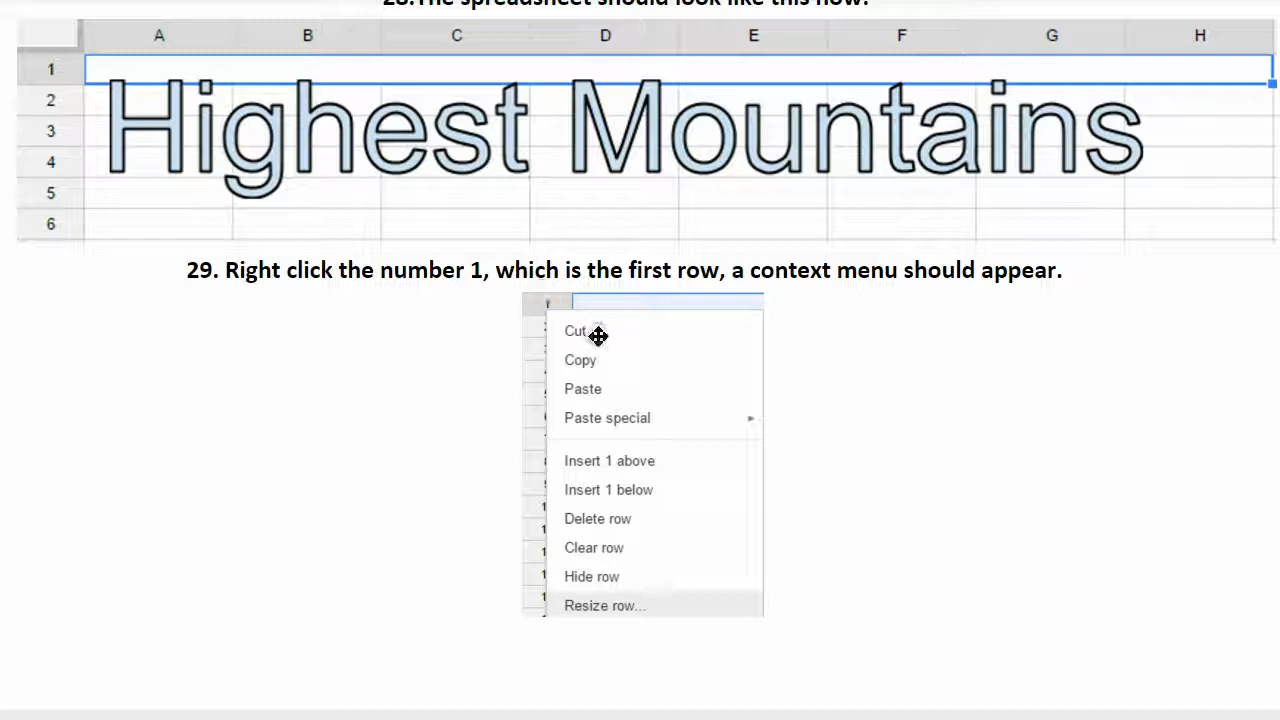 28.The spreadsheet should look like this now.
A B C D E F G H
1
2
3
4
5
6
Highest Mountains
29. Right click the number 1, which is the first row, a context menu should appear.
Cut
Copy
Paste
Paste special
Insert 1 above
Insert 1 below
Delete row
Clear row
Hide row
Resize row...